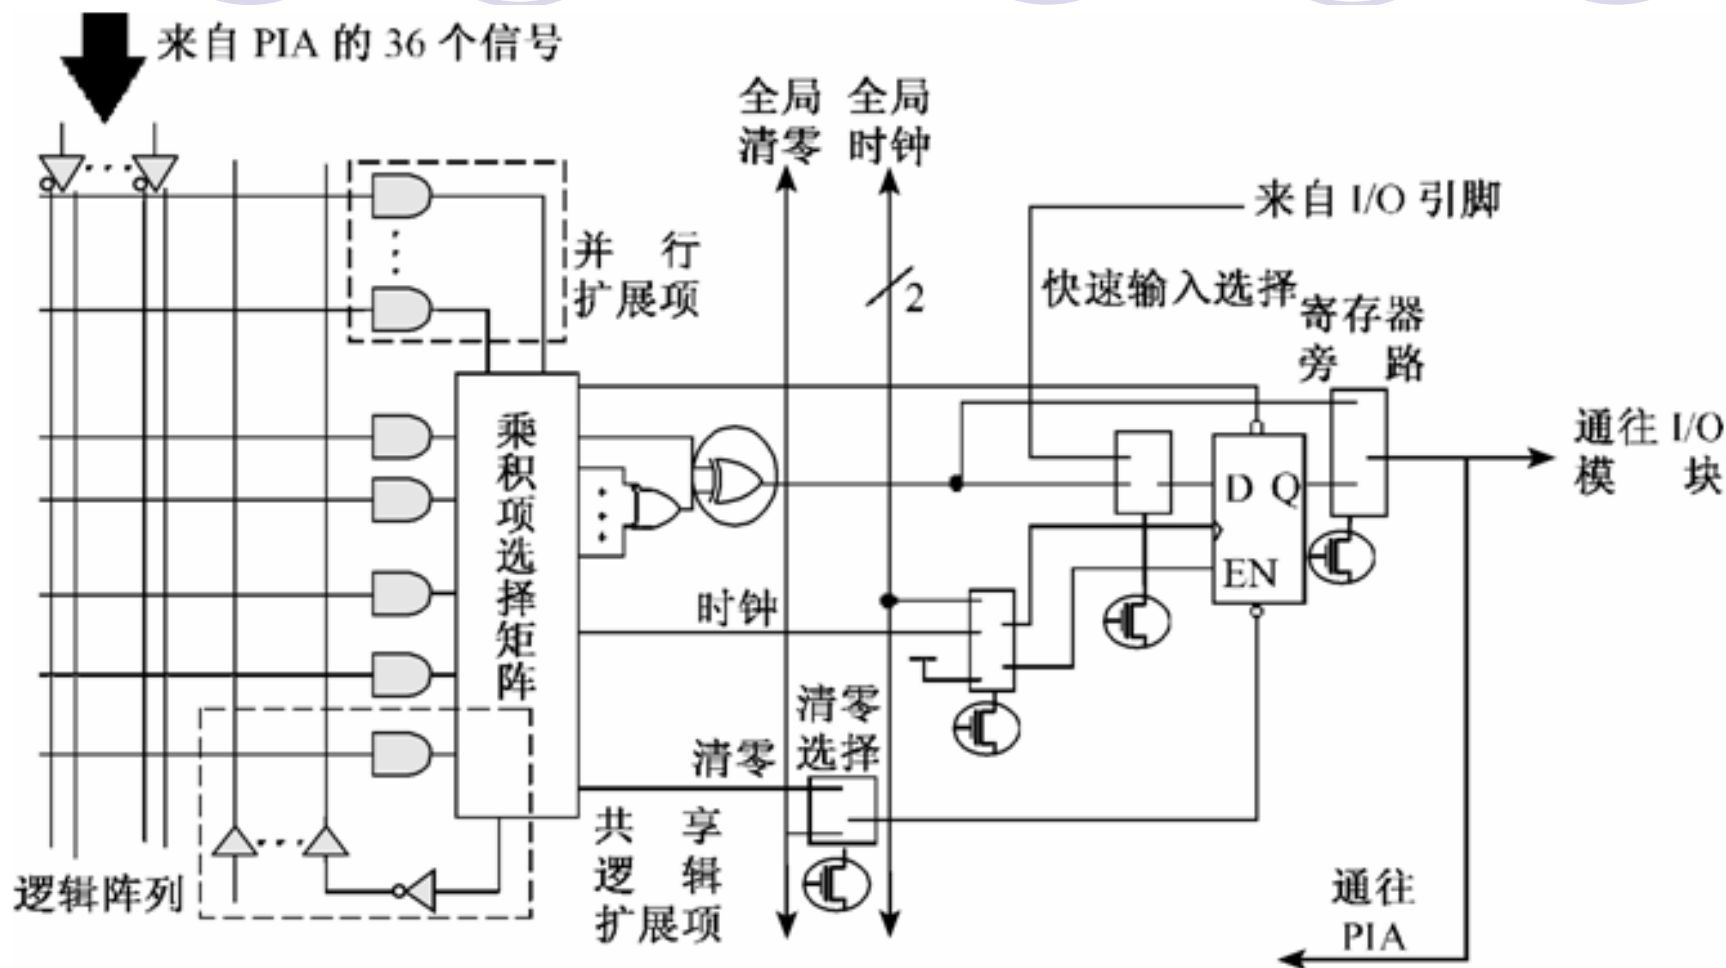 来自 PIA 的 36 个信号
全局 全局
清零 时钟
来自 I/O 引脚
并 行
扩展项
2
快速输入选择
寄存器
旁 路
乘积项选择矩阵
通往 I/O
模 块
D Q
EN
时钟
清零
选择
清零
共 享
逻 辑
扩展项
逻辑阵列
通往
PIA